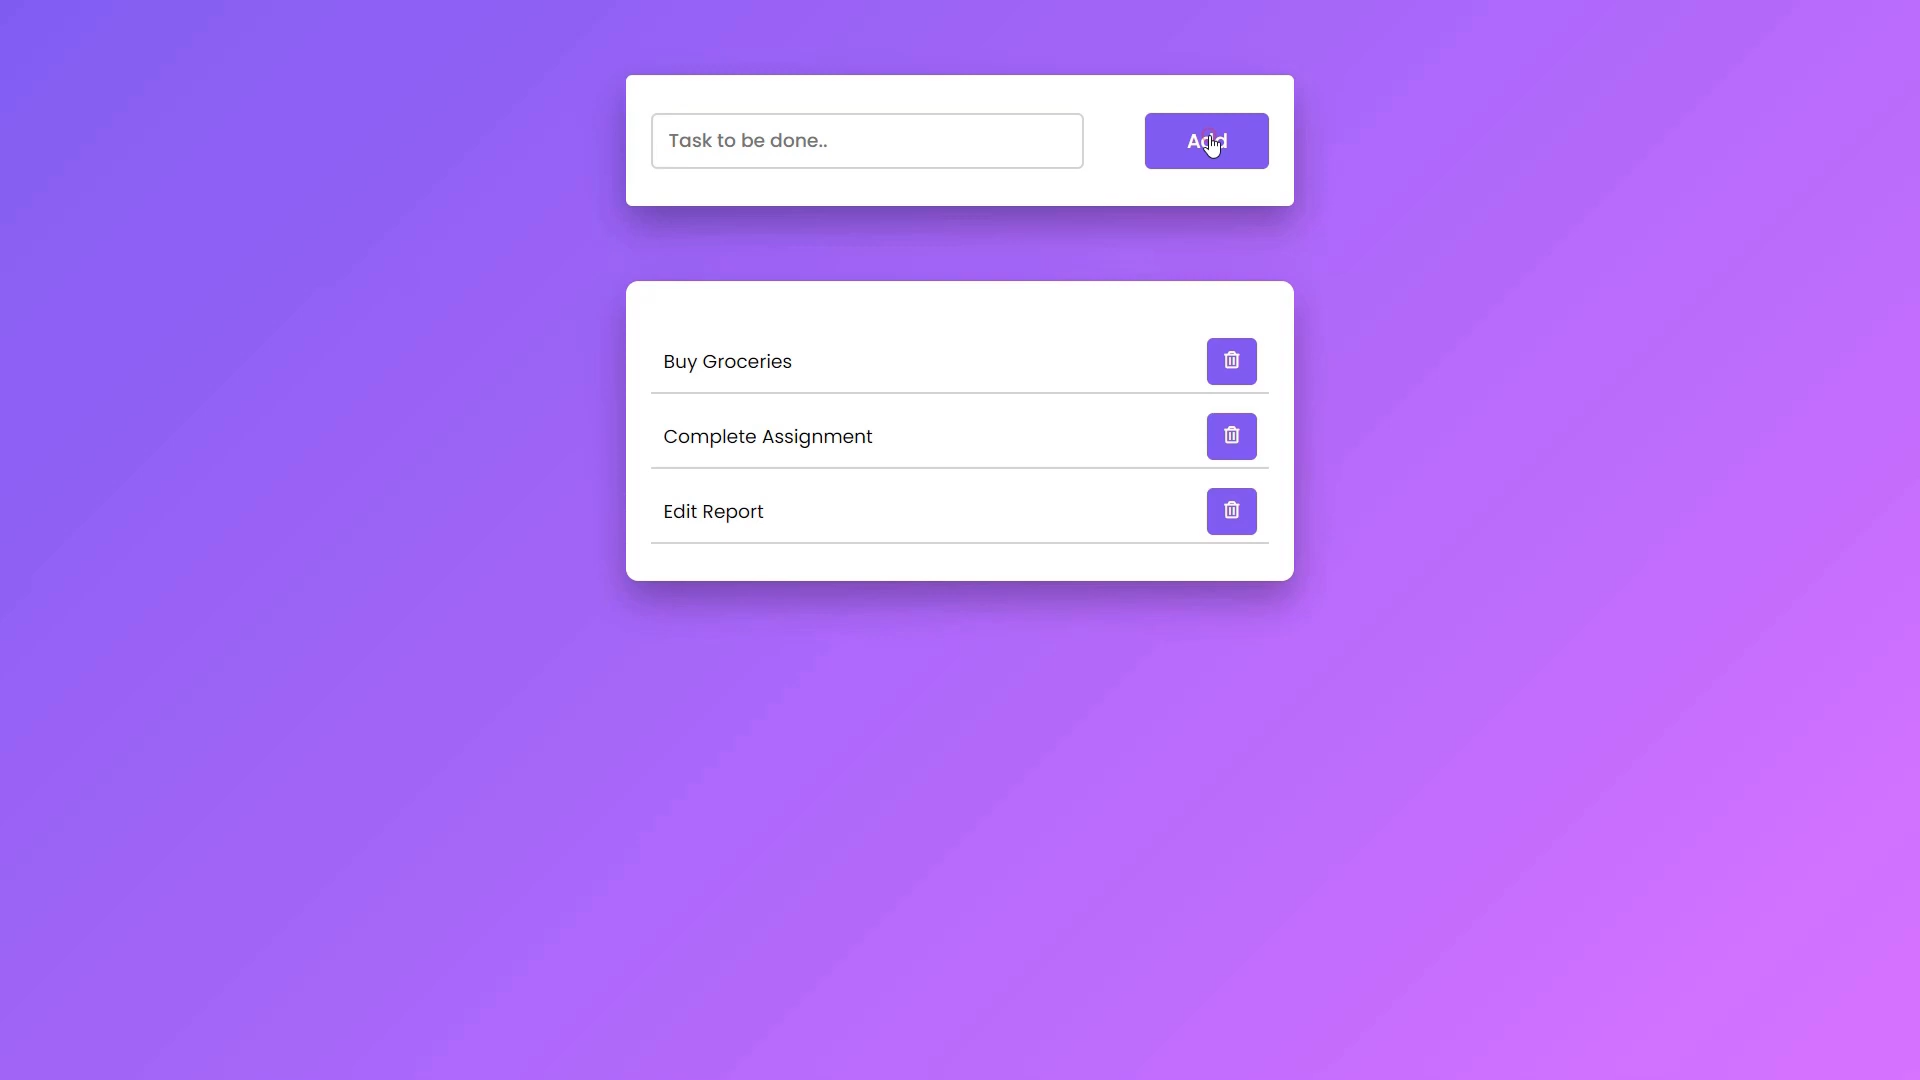 Task to be done..
Add
Buy Groceries
Complete Assignment
Edit Report